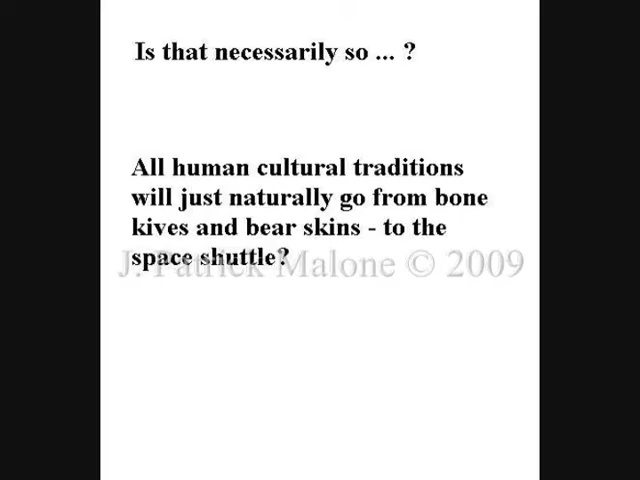 Is that necessarily so ... ?
All human cultural traditions
will just naturally go from bone
kives and bear skins - to the
space shuttle?
J. Patrick Malone © 2009